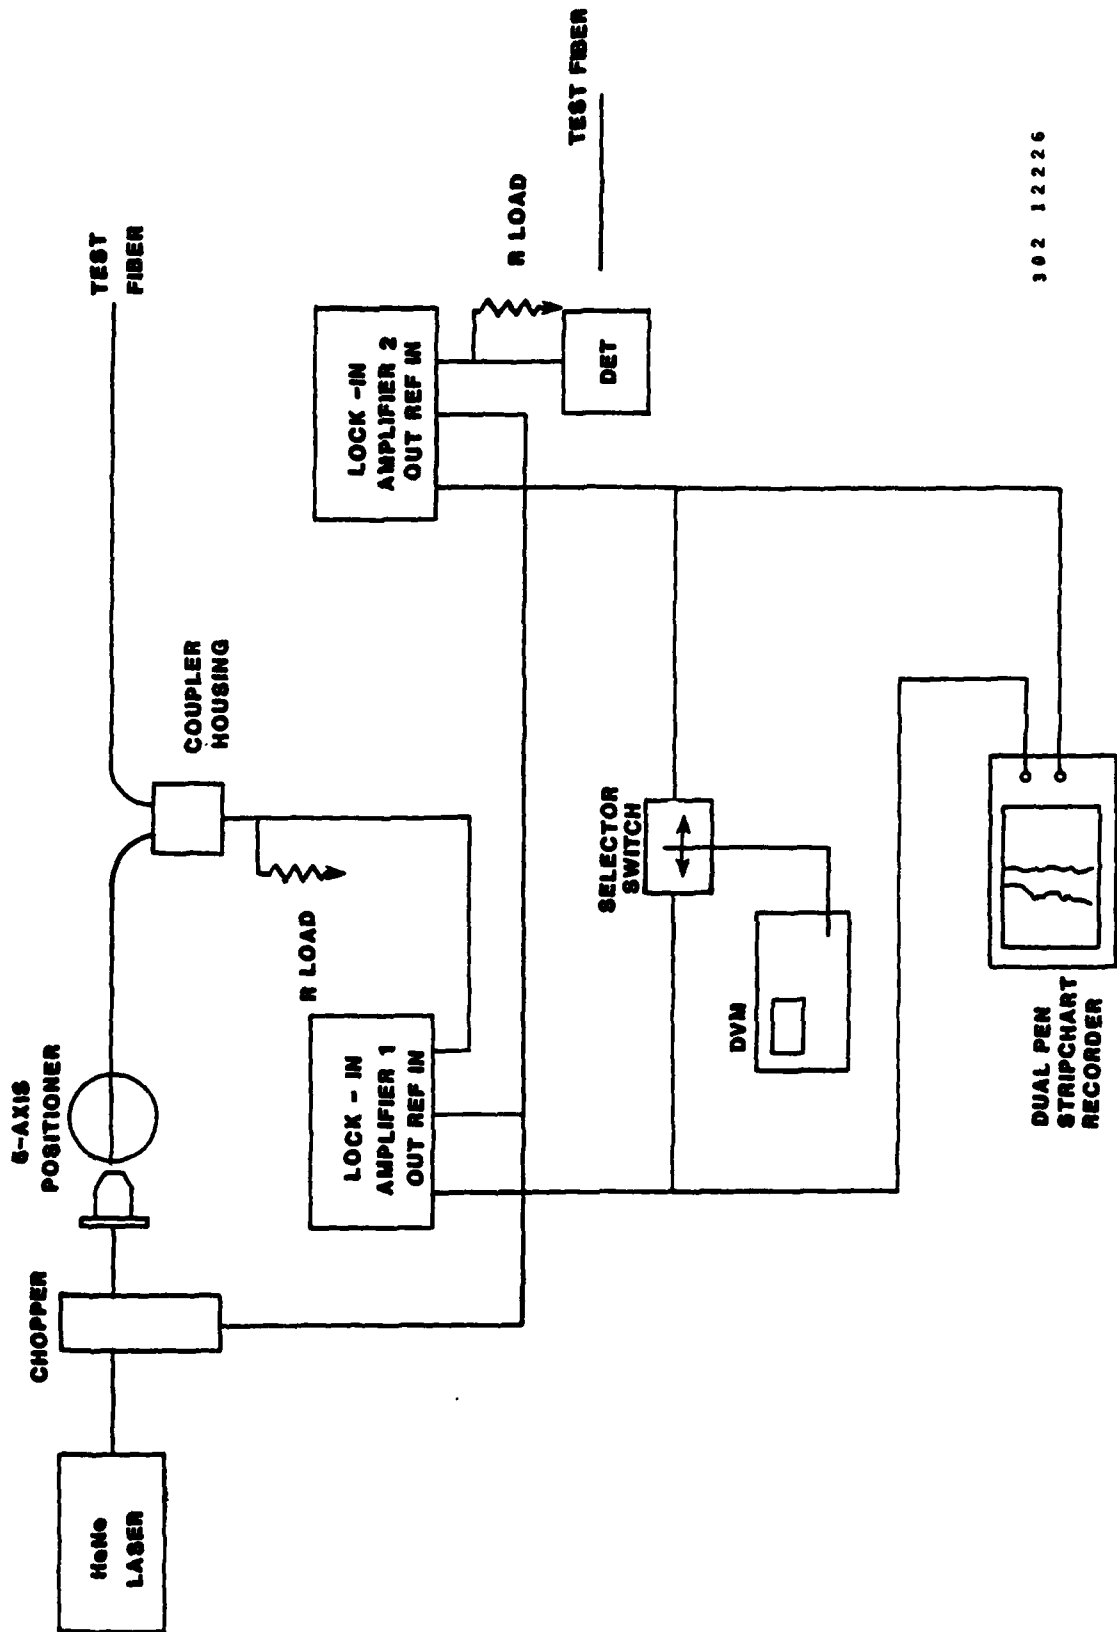 HeNe
LASER
CHOPPER
5-AXIS
POSITIONER
COUPLER
HOUSING
TEST
FIBER
R LOAD
LOCK - IN
AMPLIFIER 1
OUT REF IN
LOCK -IN
AMPLIFIER 2
OUT REF IN
R LOAD
DET
TEST FIBER
SELECTOR
SWITCH
DVM
DUAL PEN
STRIPCHART
RECORDER
302 12226